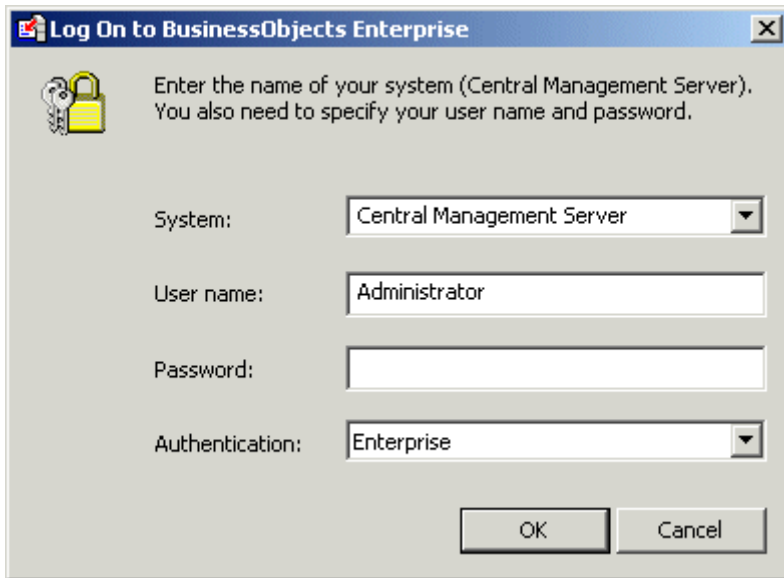 Log On to BusinessObjects Enterprise
Enter the name of your system (Central Management Server).
You also need to specify your user name and password.
System: Central Management Server
User name: Administrator
Password:
Authentication: Enterprise
OK Cancel